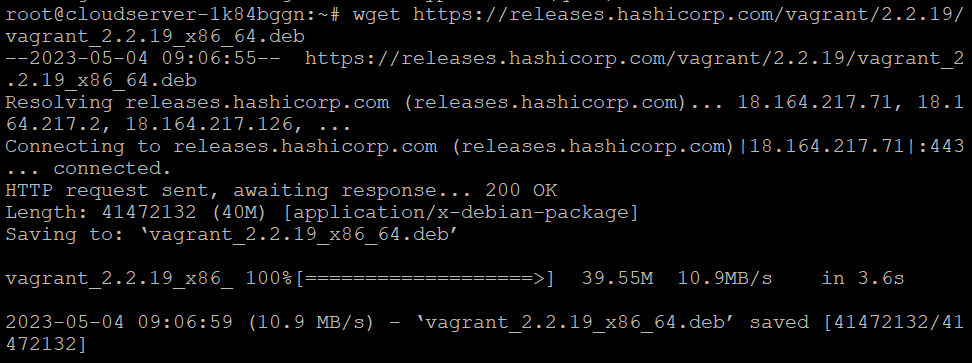 root@cloudserver-1k84bggn:~# wget https://releases.hashicorp.com/vagrant/2.2.19/
vagrant_2.2.19_x86_64.deb
--2023-05-04 09:06:55--  https://releases.hashicorp.com/vagrant/2.2.19/vagrant_2
.2.19_x86_64.deb
Resolving releases.hashicorp.com (releases.hashicorp.com)... 18.164.217.71, 18.1
64.217.2, 18.164.217.126, ...
Connecting to releases.hashicorp.com (releases.hashicorp.com)|18.164.217.71|:443
... connected.
HTTP request sent, awaiting response... 200 OK
Length: 41472132 (40M) [application/x-debian-package]
Saving to: ‘vagrant_2.2.19_x86_64.deb’
vagrant_2.2.19_x86_ 100%[===================>]  39.55M  10.9MB/s    in 3.6s
2023-05-04 09:06:59 (10.9 MB/s) - ‘vagrant_2.2.19_x86_64.deb’ saved [41472132/41
472132]